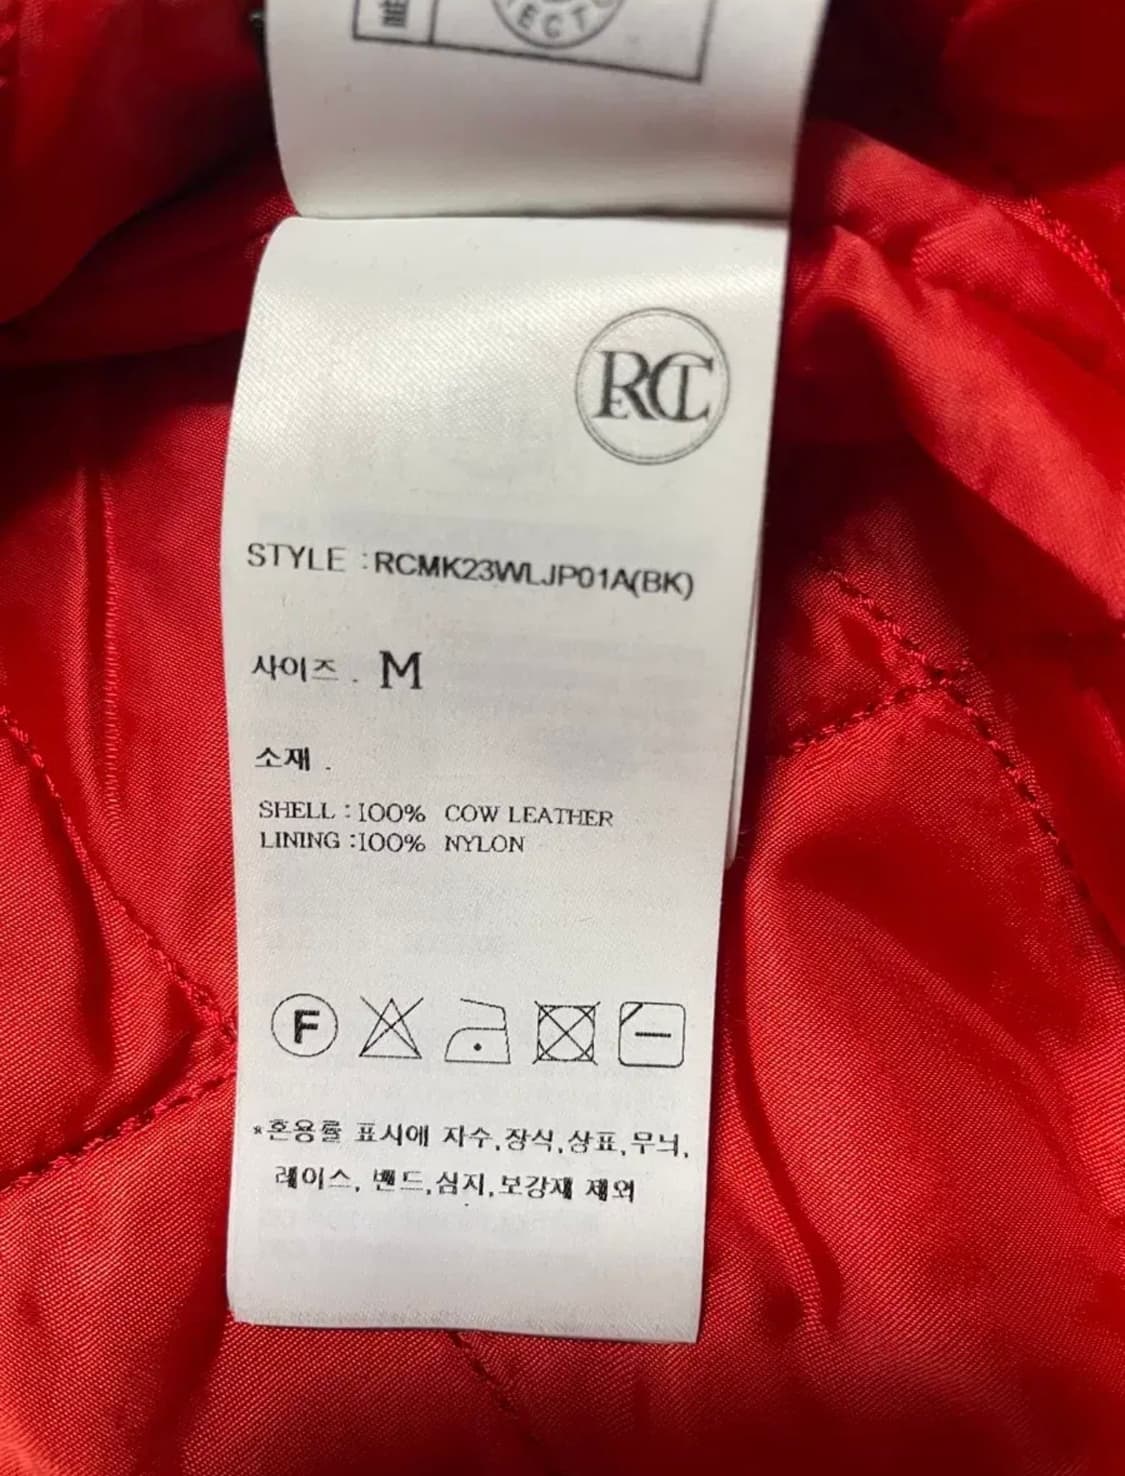 ECT
RECT
STYLE : RCMK23WLJP01A(BK)
사이즈 . M
소재 .
SHELL : 100% COW LEATHER
LINING : 100% NYLON
F
*혼용률 표시에 자수,장식,상표,무늬,
레이스, 밴드,심지,보강재 제외